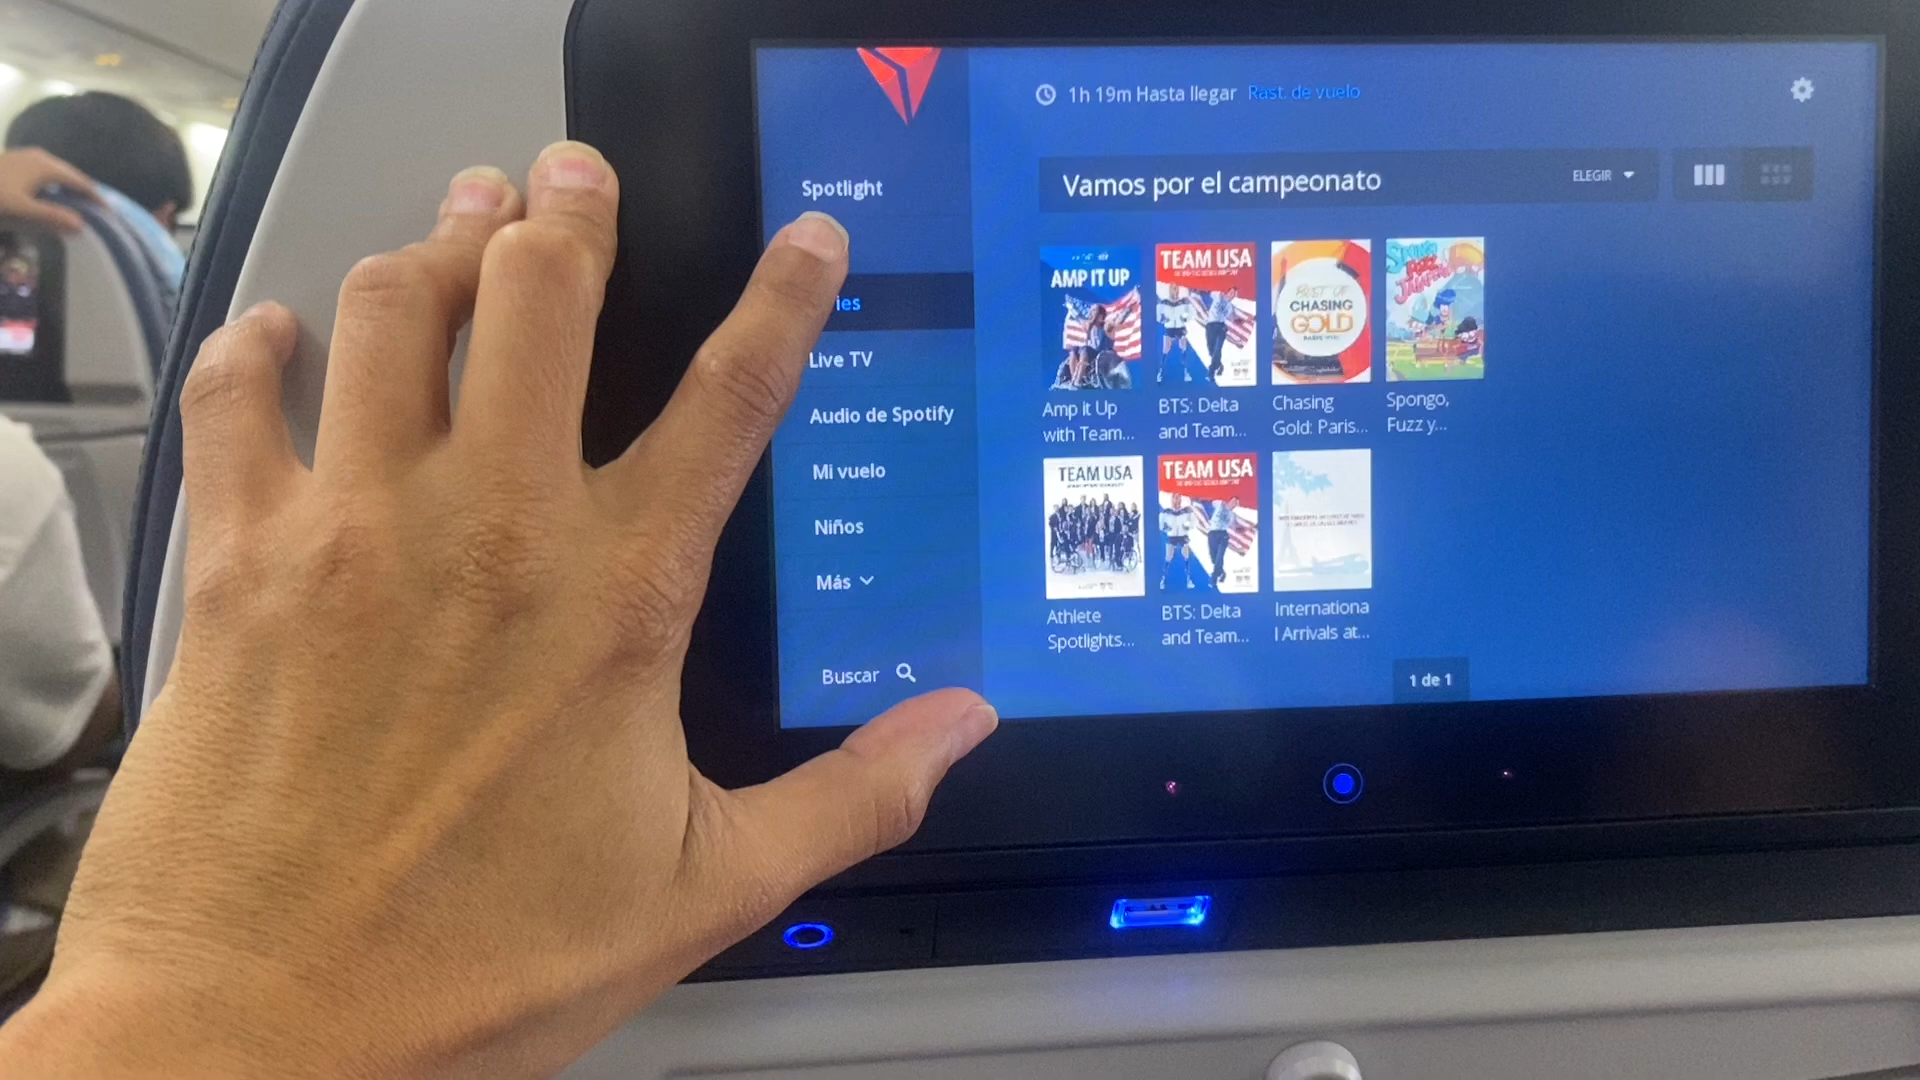 1h 19m Hasta llegar Rast. de vuelo
Spotlight
ies
Live TV
Audio de Spotify
Mi vuelo
Niños
Más
Buscar
Vamos por el campeonato
ELEGIR
AMP IT UP
TEAM USA
BEST OF
CHASING
GOLD
Amp it Up
with Team...
BTS: Delta
and Team...
Chasing
Gold: Paris...
Spongo,
Fuzz y...
TEAM USA
TEAM USA
Athlete
Spotlights...
BTS: Delta
and Team...
Internationa
l Arrivals at...
1 de 1